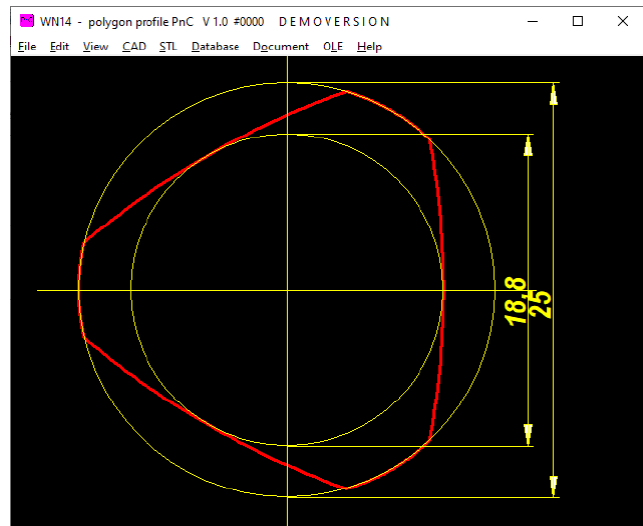 WN14 - polygon profile PnC V 1.0 #0000 DEMOVERSION
File Edit View CAD STL Database Document OLE Help
18,8
25